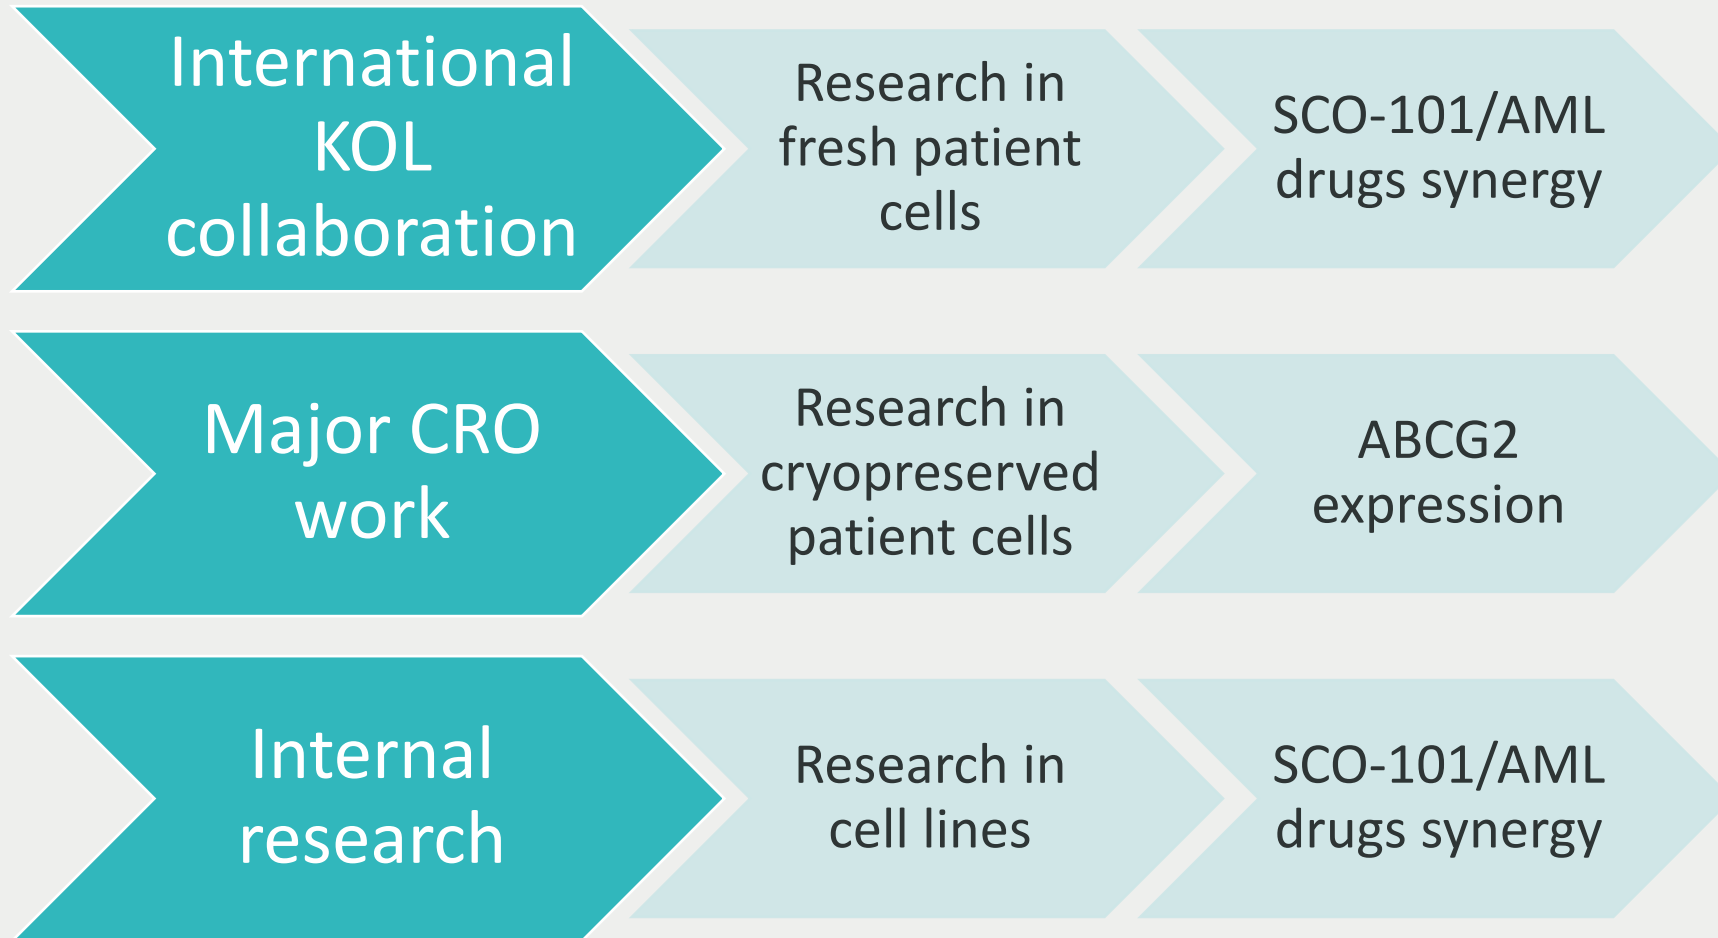 International
KOL
collaboration
Research in
fresh patient
cells
SCO-101/AML
drugs synergy
Major CRO
work
Research in
cryopreserved
patient cells
ABCG2
expression
Internal
research
Research in
cell lines
SCO-101/AML
drugs synergy